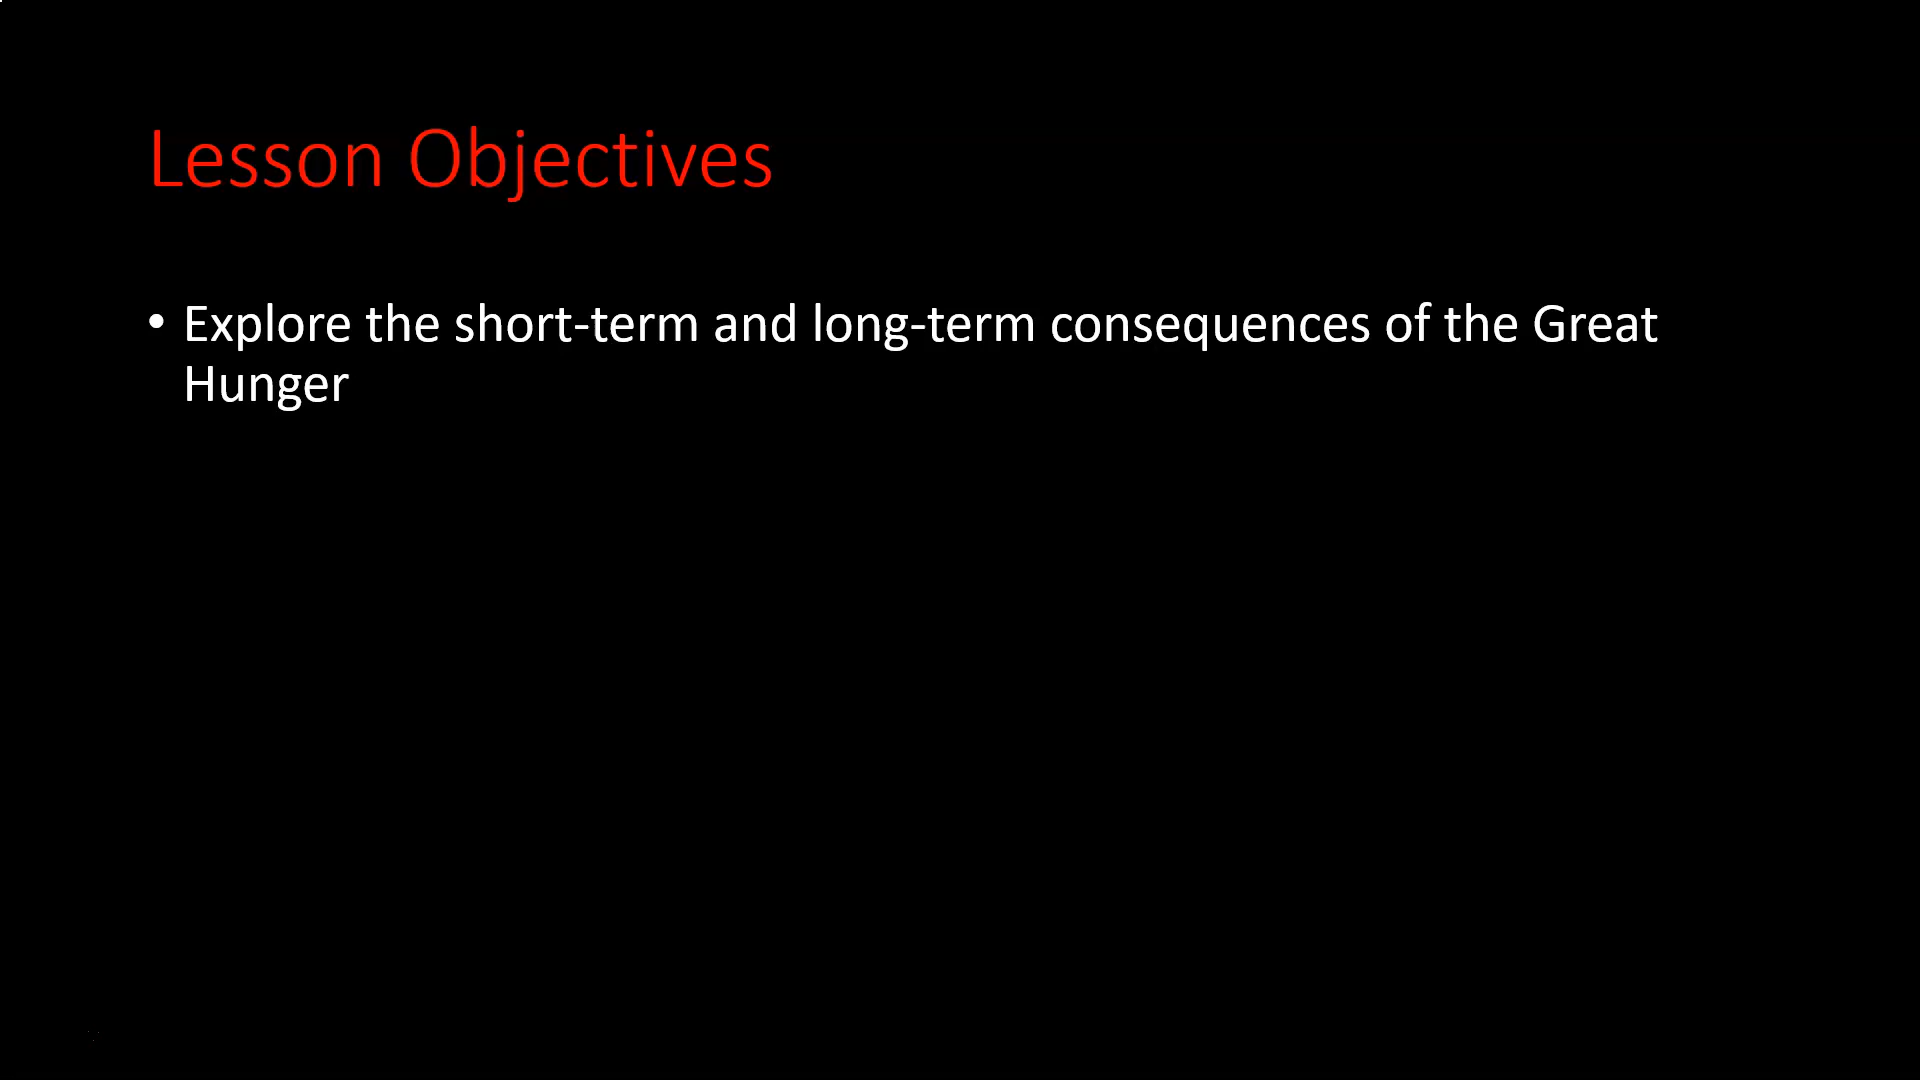 Lesson Objectives
• Explore the short-term and long-term consequences of the Great
Hunger